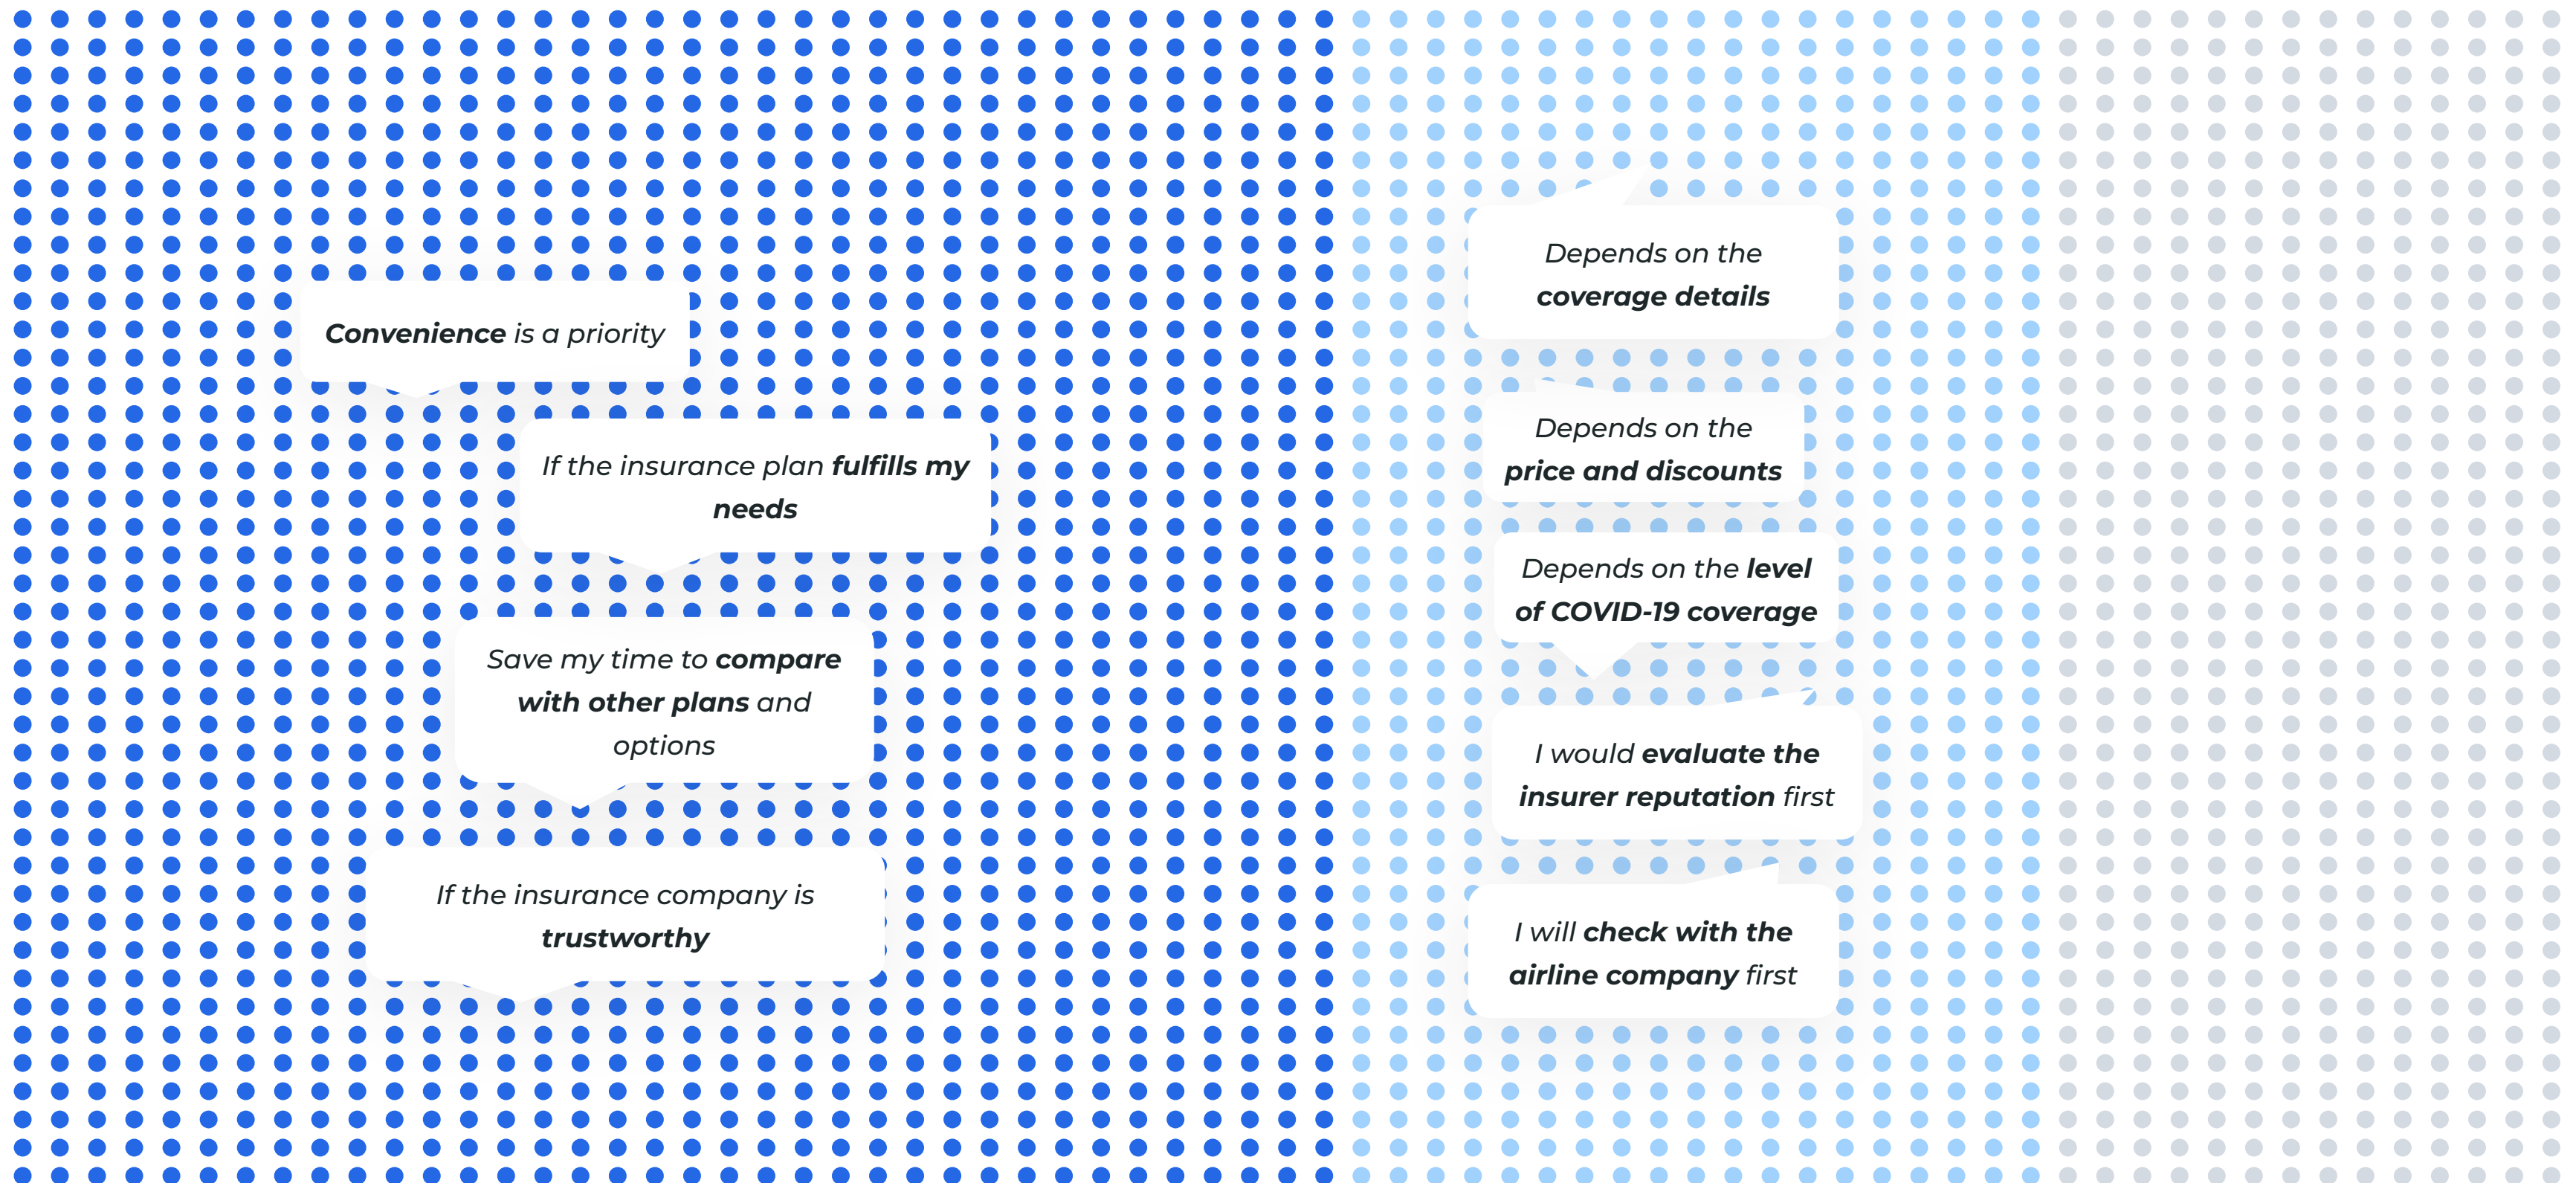 Convenience is a priority
If the insurance plan fulfills my
needs
Save my time to compare
with other plans and
options
If the insurance company is
trustworthy
Depends on the
coverage details
Depends on the
price and discounts
Depends on the level
of COVID-19 coverage
I would evaluate the
insurer reputation first
I will check with the
airline company first